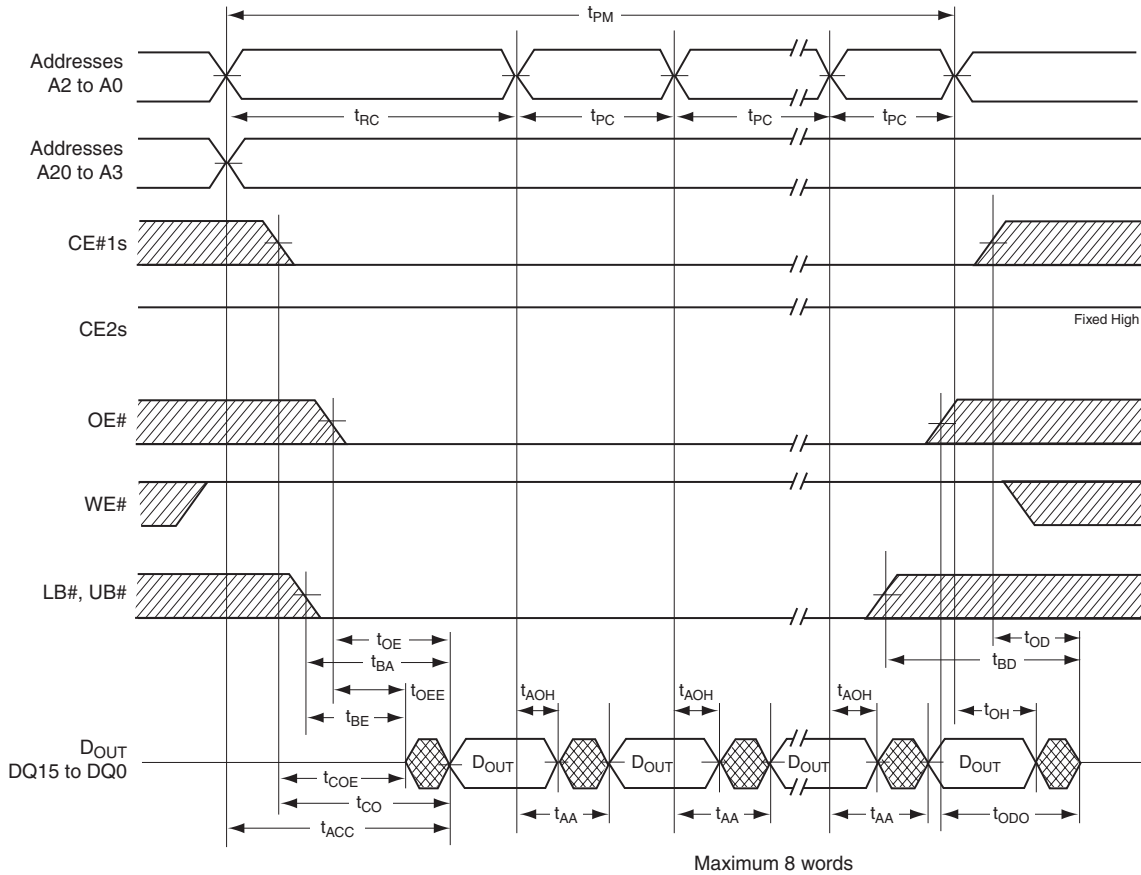 tPM
Addresses
A2 to A0
tRC tPC tPC tPC
Addresses
A20 to A3
CE#1s
CE2s
Fixed High
OE#
WE#
LB#, UB#
tOE tOD
tBA tBD
tOEE tAOH tAOH tAOH
tBE tOH
DOUT
DQ15 to DQ0
DOUT DOUT DOUT DOUT
tCOE
tCO tAA tAA tAA tODO
tACC
Maximum 8 words